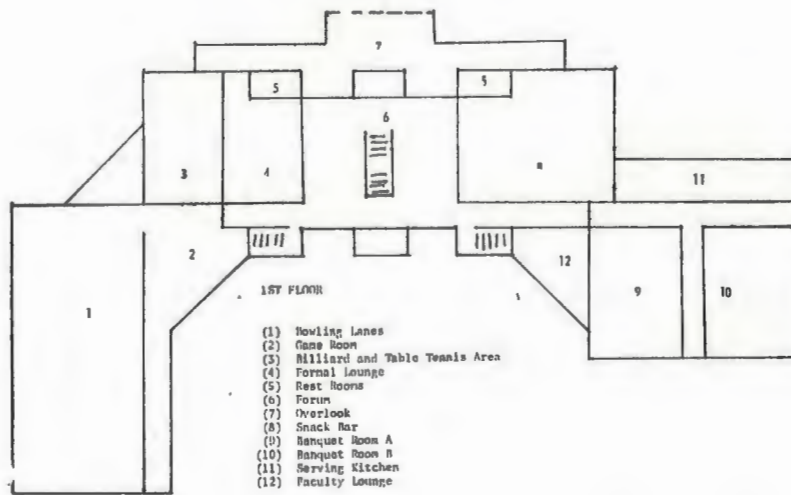 7
5
5
6
3
4
8
11
2
12
1
9
10
1ST FLOOR
(1) Bowling Lanes
(2) Game Room
(3) Billiard and Table Tennis Area
(4) Formal Lounge
(5) Rest Rooms
(6) Forum
(7) Overlook
(8) Snack Bar
(9) Banquet Room A
(10) Banquet Room B
(11) Serving Kitchen
(12) Faculty Lounge